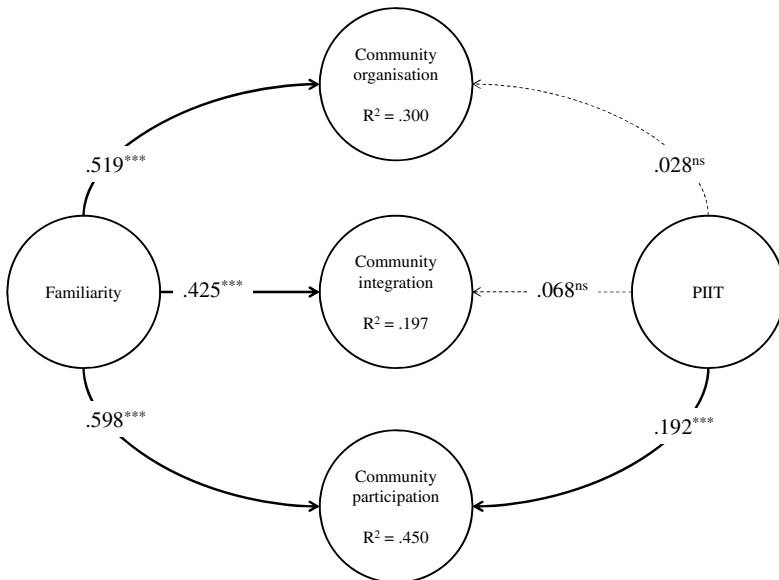 Community
organisation
R² = .300
.519***
.028ns
Familiarity
.425***
Community
integration
R² = .197
.068ns
PIIT
.598***
.192***
Community
participation
R² = .450